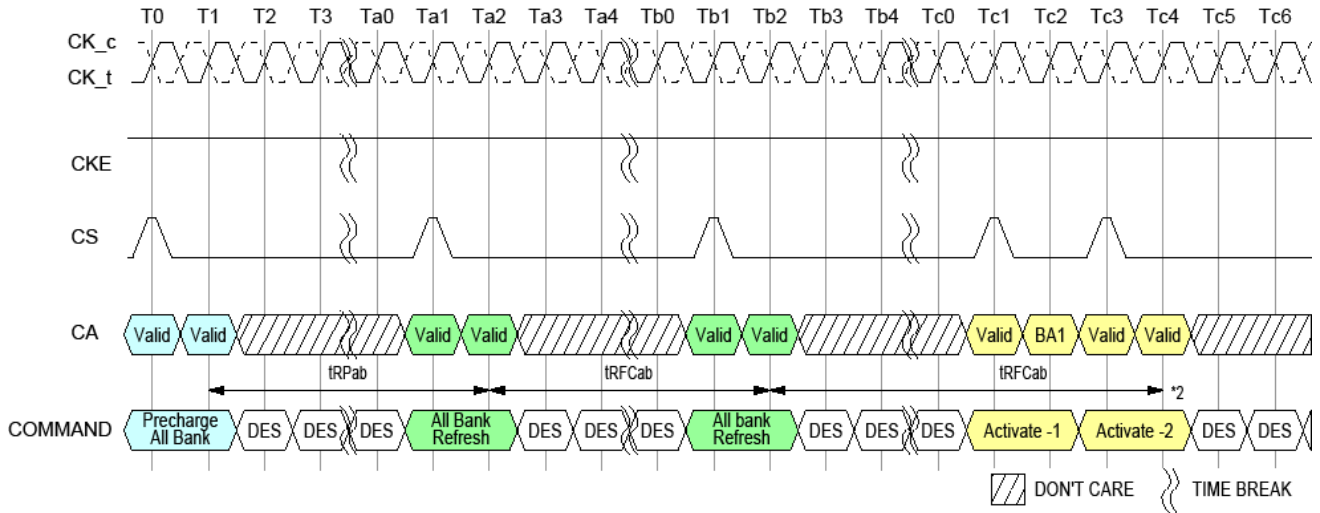 T0 T1 T2 T3 Ta0 Ta1 Ta2 Ta3 Ta4 Tb0 Tb1 Tb2 Tb3 Tb4 Tc0 Tc1 Tc2 Tc3 Tc4 Tc5 Tc6
CK_c
CK_t
CKE
CS
CA Valid Valid Valid Valid Valid Valid Valid BA1 Valid Valid
tRPab tRFCab tRFCab *2
COMMAND Precharge All Bank DES DES DES All Bank Refresh DES DES DES All bank Refresh DES DES DES Activate -1 Activate -2 DES DES
DON'T CARE TIME BREAK